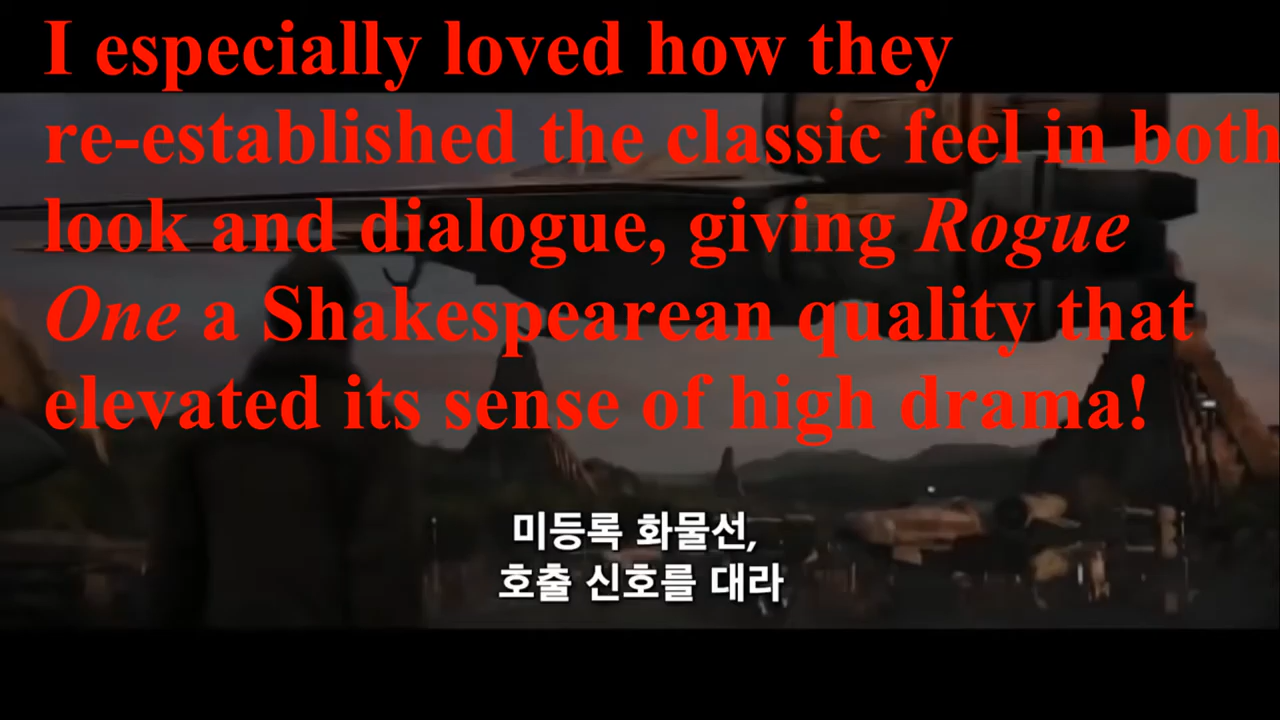 I especially loved how they
re-established the classic feel in both
look and dialogue, giving Rogue
One a Shakespearean quality that
elevated its sense of high drama!
미등록 화물선,
호출 신호를 대라